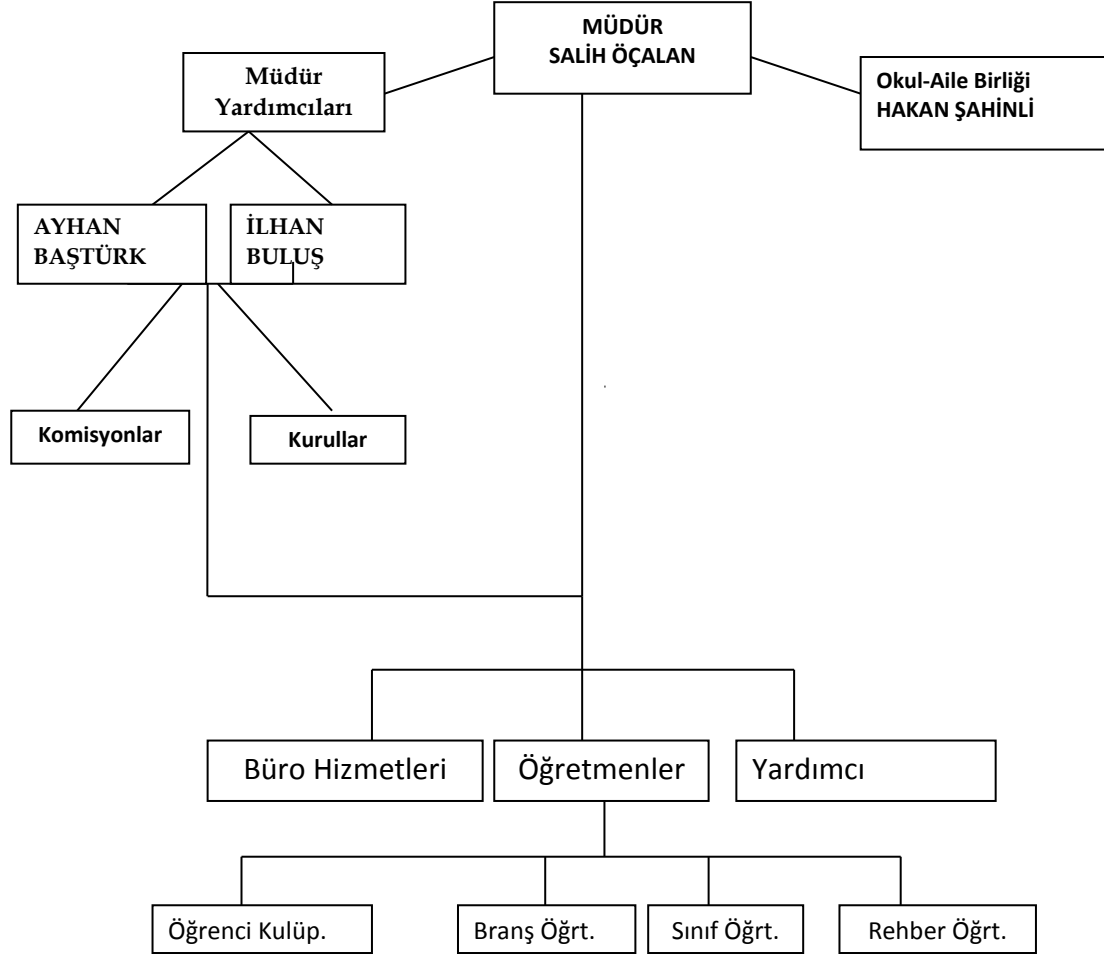 MÜDÜR
SALİH ÖÇALAN
Müdür
Yardımcıları
Okul-Aile Birliği
HAKAN ŞAHİNLİ
AYHAN
BAŞTÜRK
İLHAN
BULUŞ
Komisyonlar
Kurullar
Büro Hizmetleri
Öğretmenler
Yardımcı
Öğrenci Kulüp.
Branş Öğrt.
Sınıf Öğrt.
Rehber Öğrt.